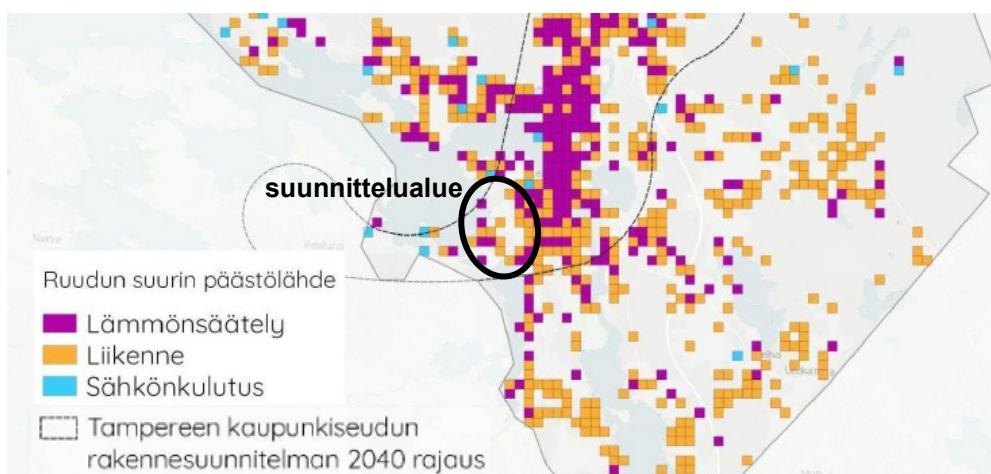 suunnittelualue
Ruudun suurin päästölähde
Lämmönsäätely
Liikenne
Sähkönkulutus
Tampereen kaupunkiseudun
rakennesuunnitelman 2040 rajaus